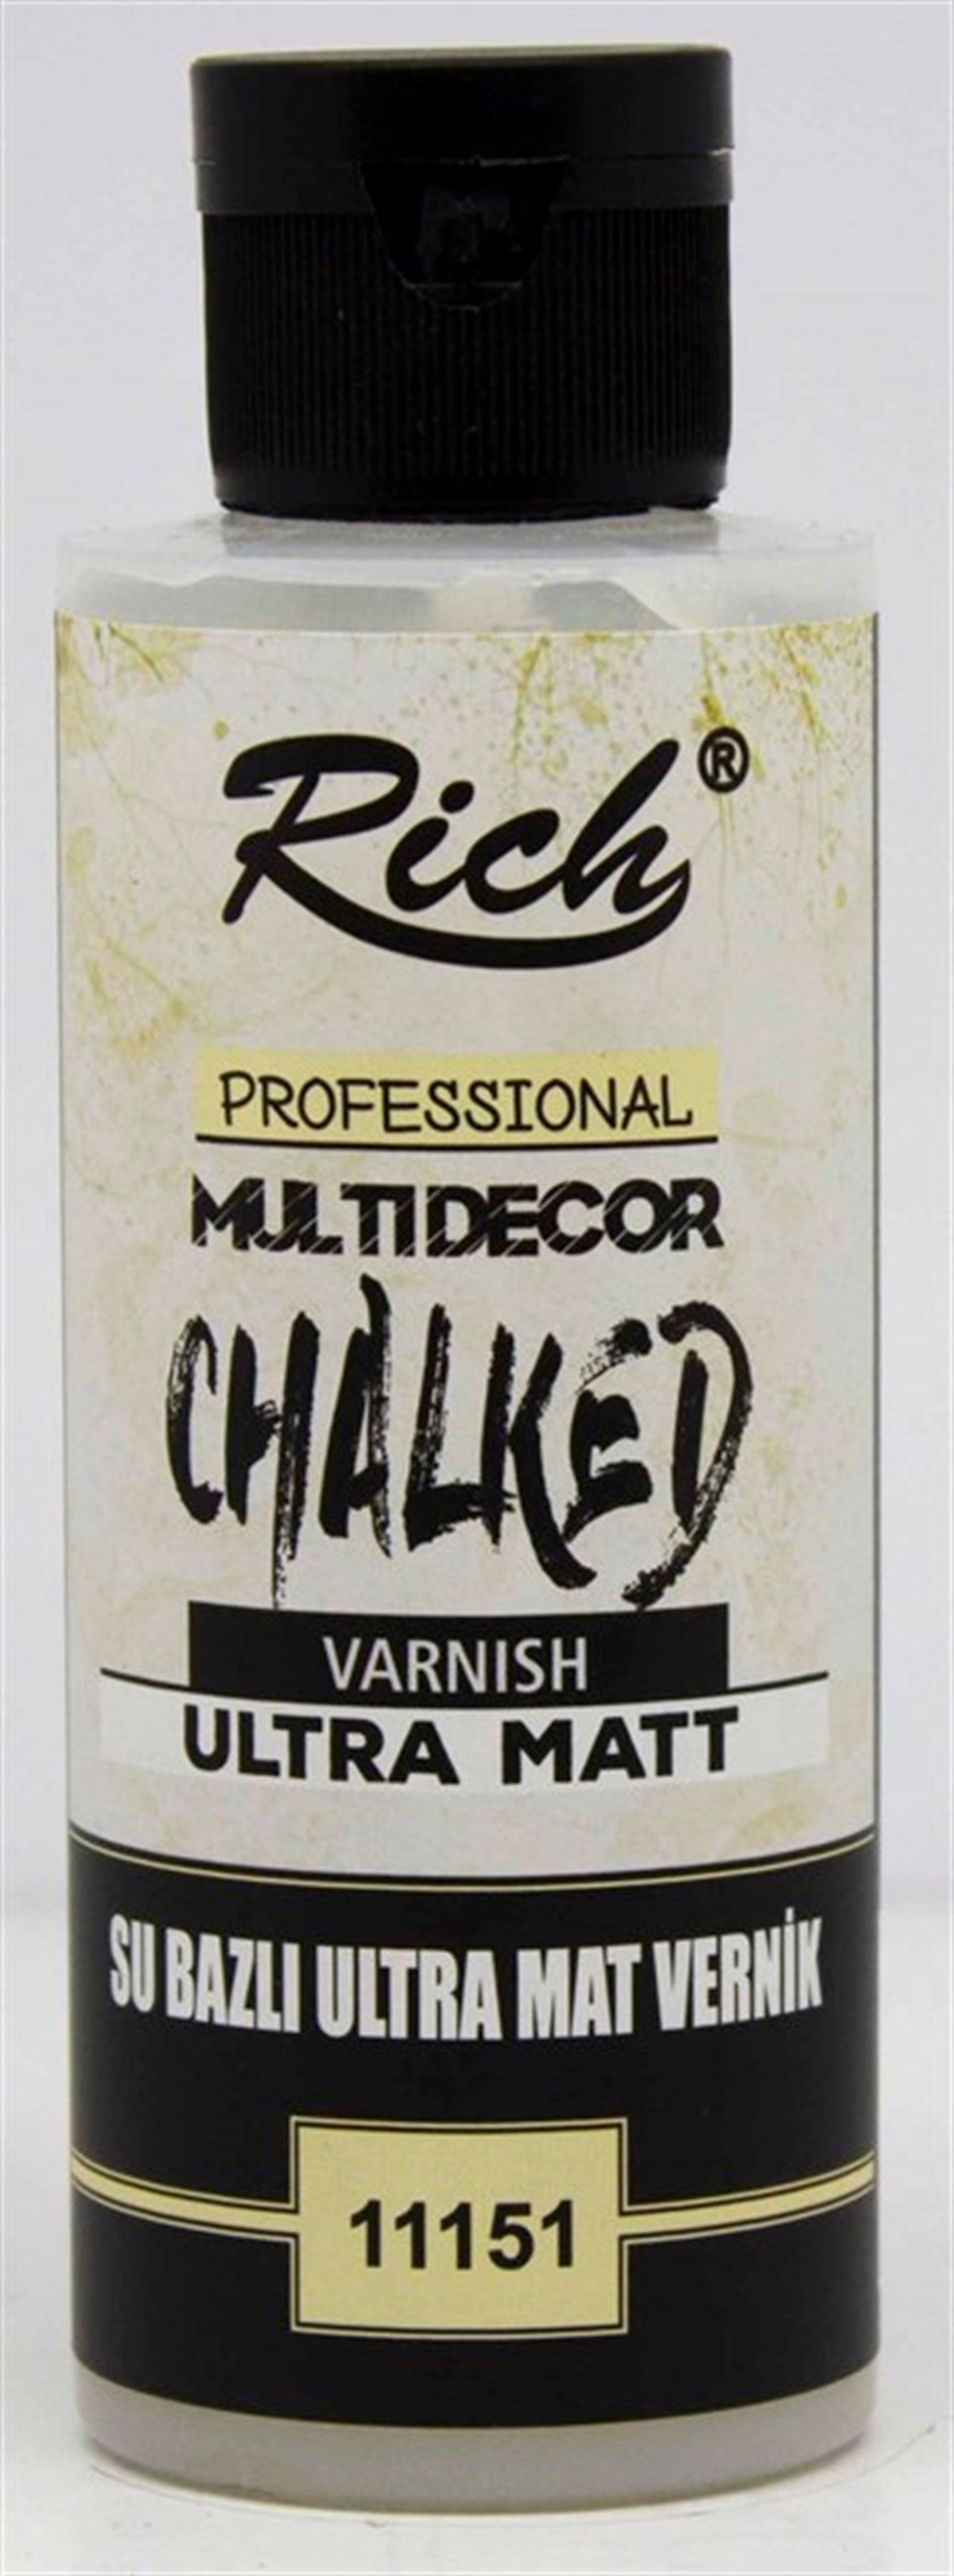 Rich®
PROFESSIONAL
MULTIDECOR
CHALKED
VARNISH
ULTRA MATT
SU BAZLI ULTRA MAT VERNİK
11151